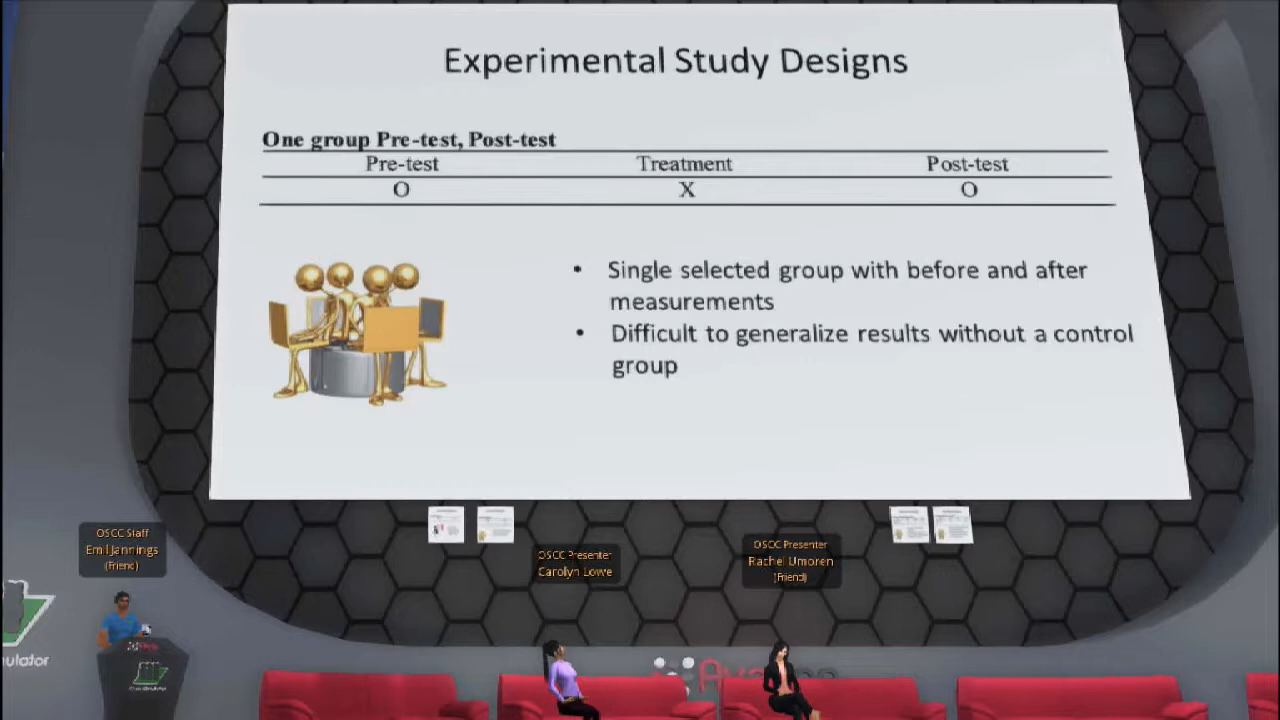 Experimental Study Designs
One group Pre-test, Post-test
Pre-test Treatment Post-test
O X O
• Single selected group with before and after
measurements
• Difficult to generalize results without a control
group
OSCC Staff
Emil Jannings
(Friend)
OSCC Presenter
Carolyn Lowe
OSCC Presenter
Rachel Umoren
(Friend)
ulator